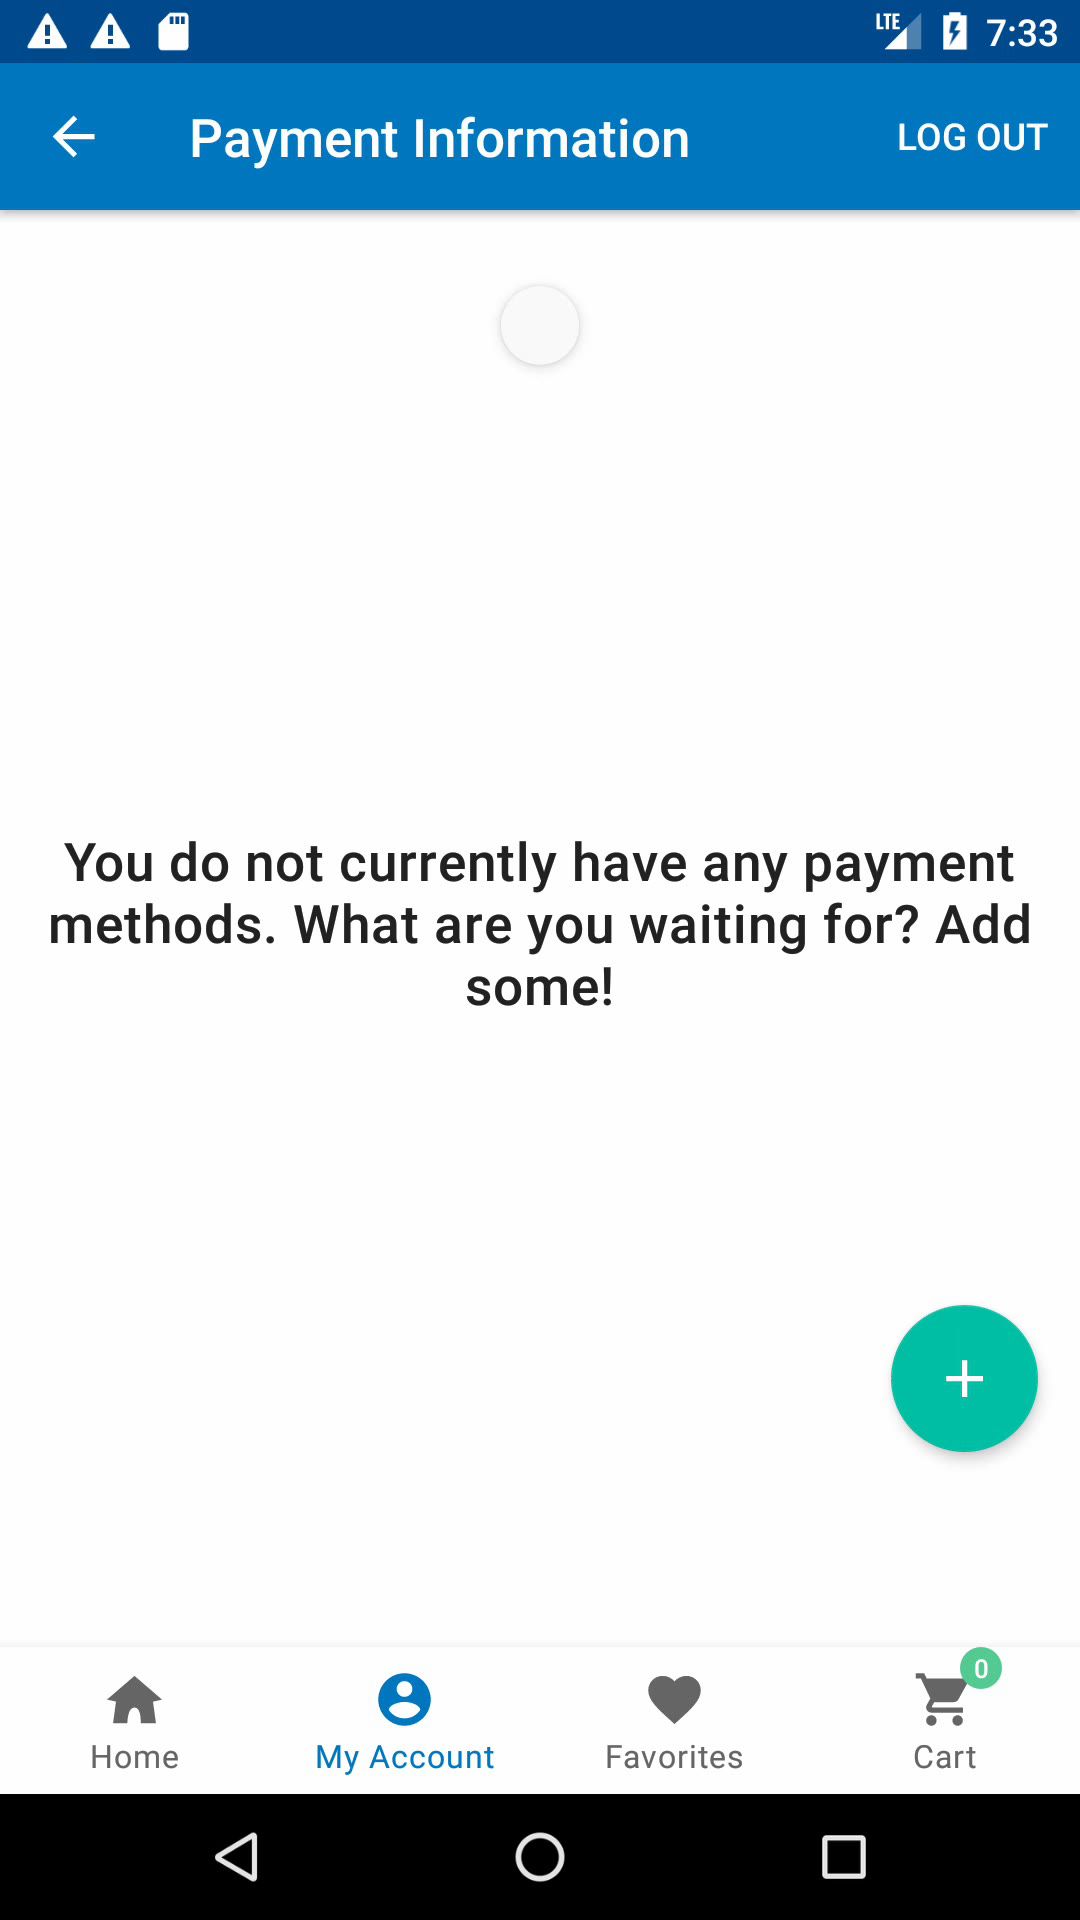 LTE 7:33
Payment Information
LOG OUT
You do not currently have any payment
methods. What are you waiting for? Add
some!
0
Home
My Account
Favorites
Cart